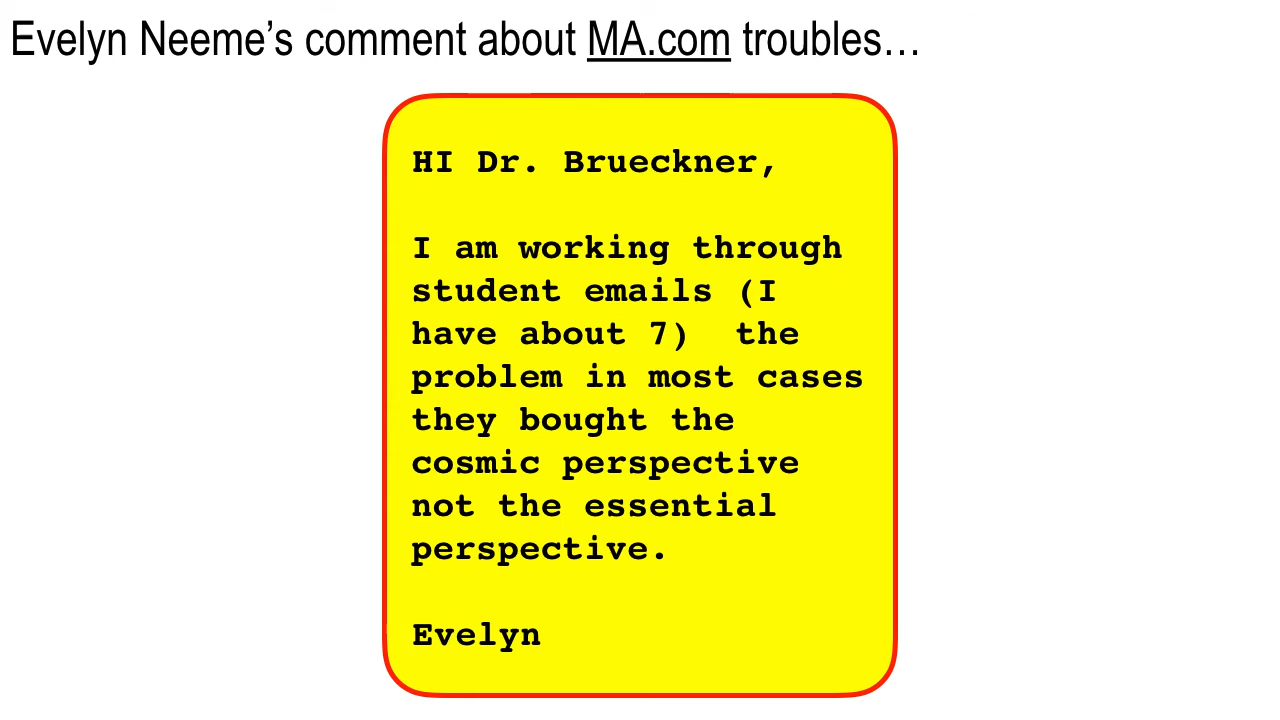 Evelyn Neeme’s comment about MA.com troubles…
HI Dr. Brueckner,
I am working through
student emails (I
have about 7)  the
problem in most cases
they bought the
cosmic perspective
not the essential
perspective.
Evelyn